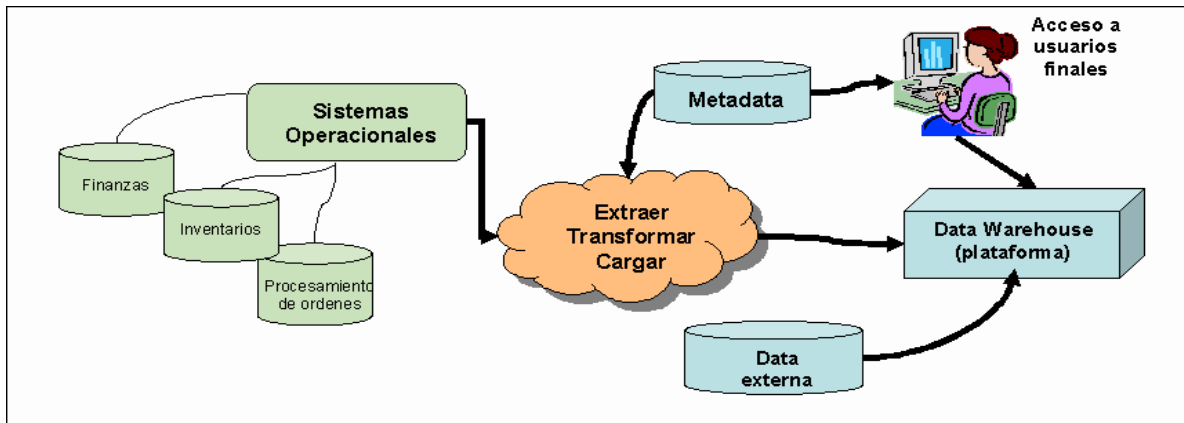 Acceso a
usuarios
finales
Sistemas
Operacionales
Metadata
Finanzas
Inventarios
Procesamiento
de ordenes
Extraer
Transformar
Cargar
Data Warehouse
(plataforma)
Data
externa